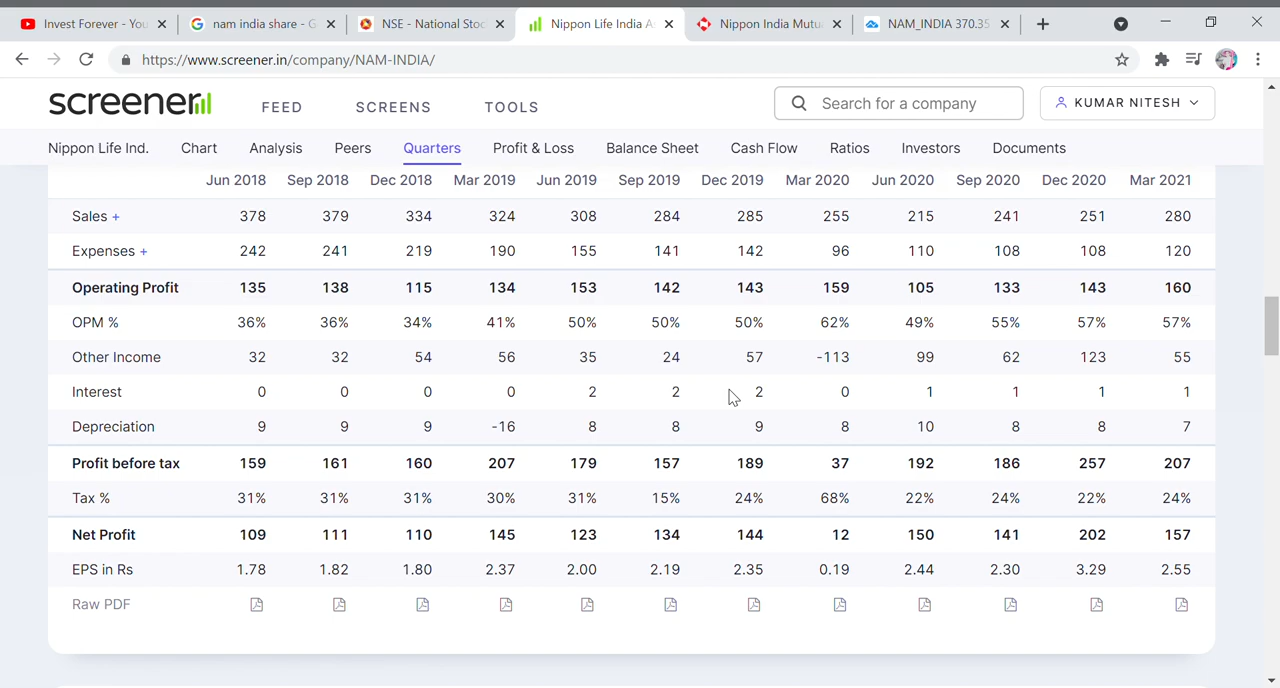 Invest Forever - You
nam india share - G
NSE - National Stoc
Nippon Life India A
Nippon India Mutu
NAM_INDIA 370.35
https://www.screener.in/company/NAM-INDIA/
screener
FEED
SCREENS
TOOLS
Search for a company
KUMAR NITESH
Nippon Life Ind. Chart Analysis Peers Quarters Profit & Loss Balance Sheet Cash Flow Ratios Investors Documents
Jun 2018 Sep 2018 Dec 2018 Mar 2019 Jun 2019 Sep 2019 Dec 2019 Mar 2020 Jun 2020 Sep 2020 Dec 2020 Mar 2021
Sales + 378 379 334 324 308 284 285 255 215 241 251 280
Expenses + 242 241 219 190 155 141 142 96 110 108 108 120
Operating Profit 135 138 115 134 153 142 143 159 105 133 143 160
OPM % 36% 36% 34% 41% 50% 50% 50% 62% 49% 55% 57% 57%
Other Income 32 32 54 56 35 24 57 -113 99 62 123 55
Interest 0 0 0 0 2 2 2 0 1 1 1 1
Depreciation 9 9 9 -16 8 8 9 8 10 8 8 7
Profit before tax 159 161 160 207 179 157 189 37 192 186 257 207
Tax % 31% 31% 31% 30% 31% 15% 24% 68% 22% 24% 22% 24%
Net Profit 109 111 110 145 123 134 144 12 150 141 202 157
EPS in Rs 1.78 1.82 1.80 2.37 2.00 2.19 2.35 0.19 2.44 2.30 3.29 2.55
Raw PDF